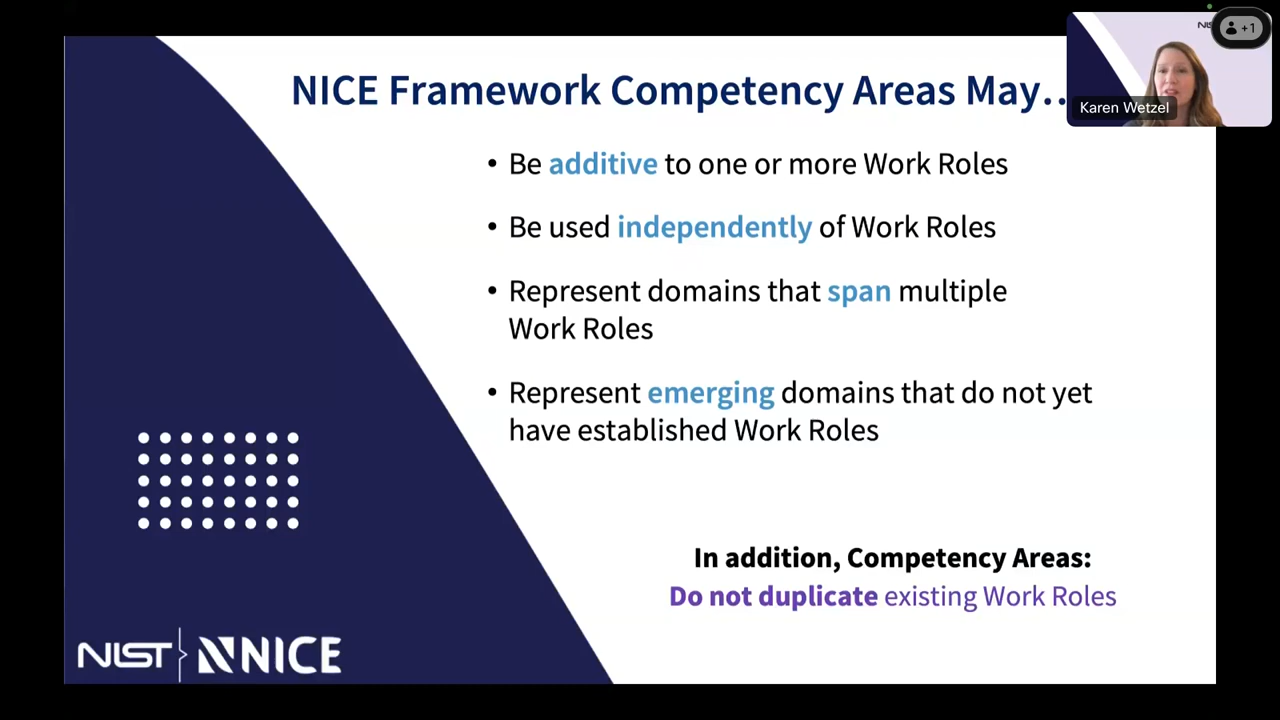 NICE Framework Competency Areas May..
+1
Karen Wetzel
• Be additive to one or more Work Roles
• Be used independently of Work Roles
• Represent domains that span multiple
Work Roles
• Represent emerging domains that do not yet
have established Work Roles
In addition, Competency Areas:
Do not duplicate existing Work Roles
NIST NICE